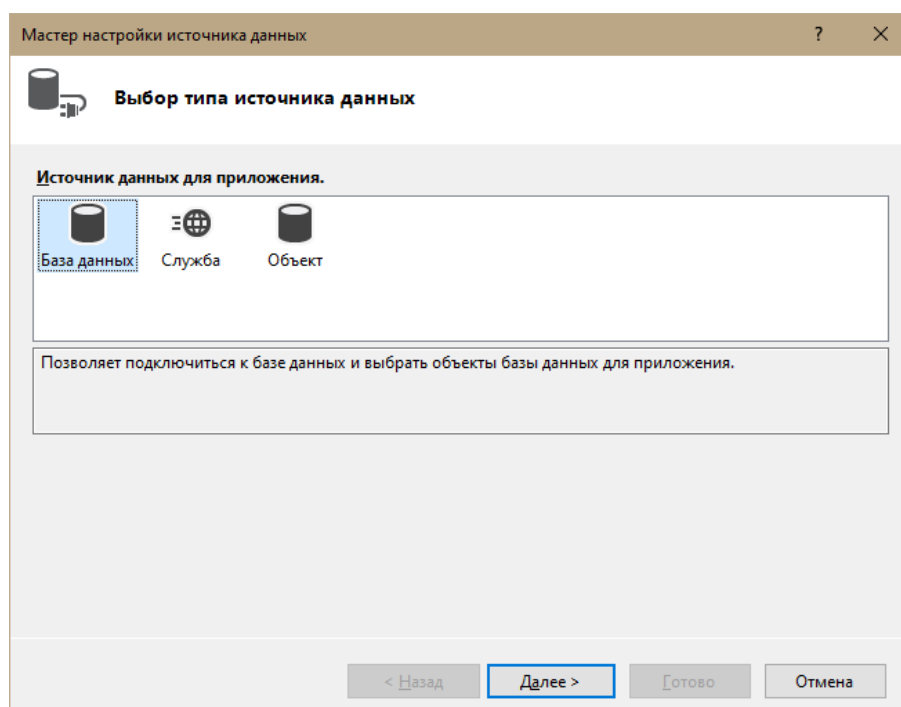 Мастер настройки источника данных ?
Выбор типа источника данных
Источник данных для приложения.
База данных Служба Объект
Позволяет подключиться к базе данных и выбрать объекты базы данных для приложения.
< Назад Далее > Готово Отмена